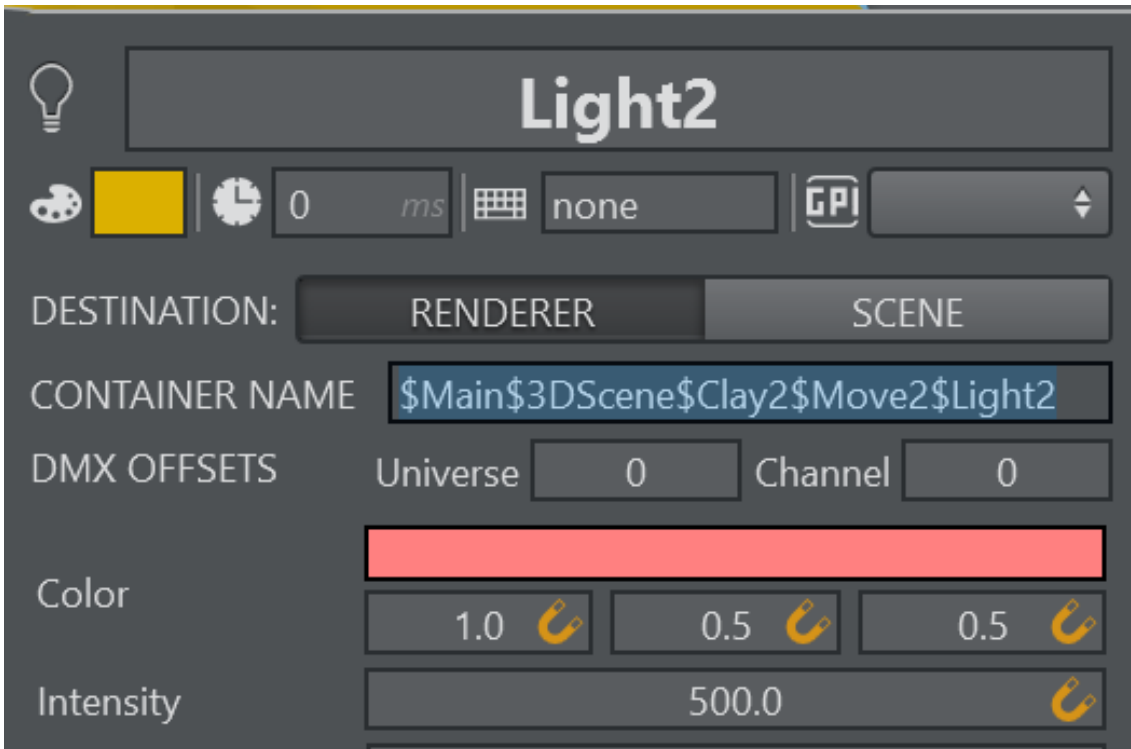 Light2
0 ms none GPI
DESTINATION: RENDERER SCENE
CONTAINER NAME $Main$3DScene$Clay2$Move2$Light2
DMX OFFSETS Universe 0 Channel 0
Color
1.0 0.5 0.5
Intensity 500.0